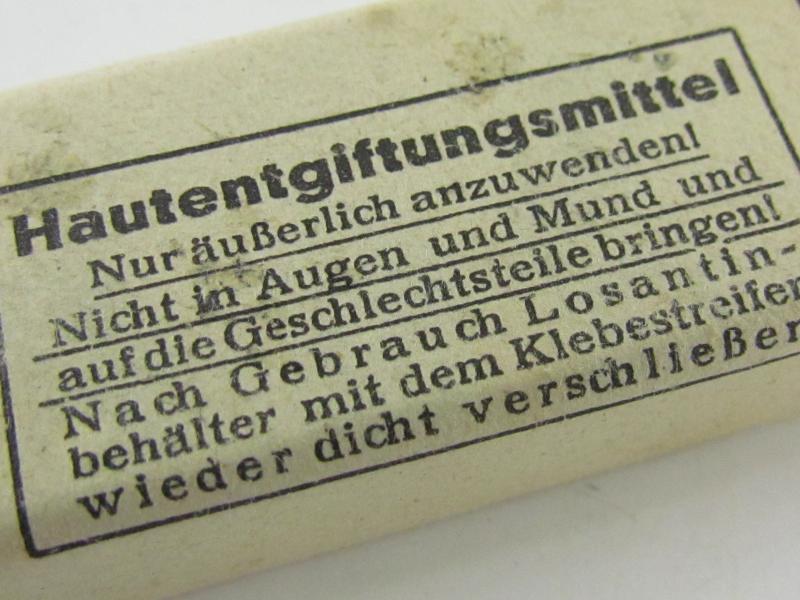 Hautentgiftungsmittel
Nur äußerlich anzuwenden!
Nicht in Augen und Mund und
auf die Geschlechtsteile bringen!
Nach Gebrauch Losantin-
behälter mit dem Klebestreifen
wieder dicht verschließen